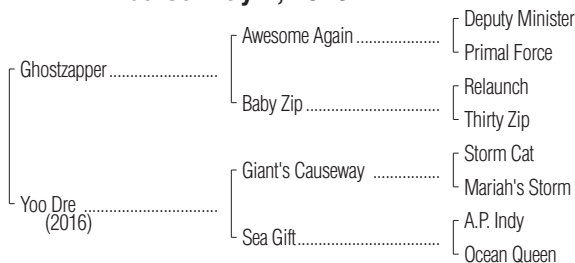 Ghostzapper
Yoo Dre
(2016)
Awesome Again
Baby Zip
Giant's Causeway
Sea Gift
Deputy Minister
Primal Force
Relaunch
Thirty Zip
Storm Cat
Mariah's Storm
A.P. Indy
Ocean Queen